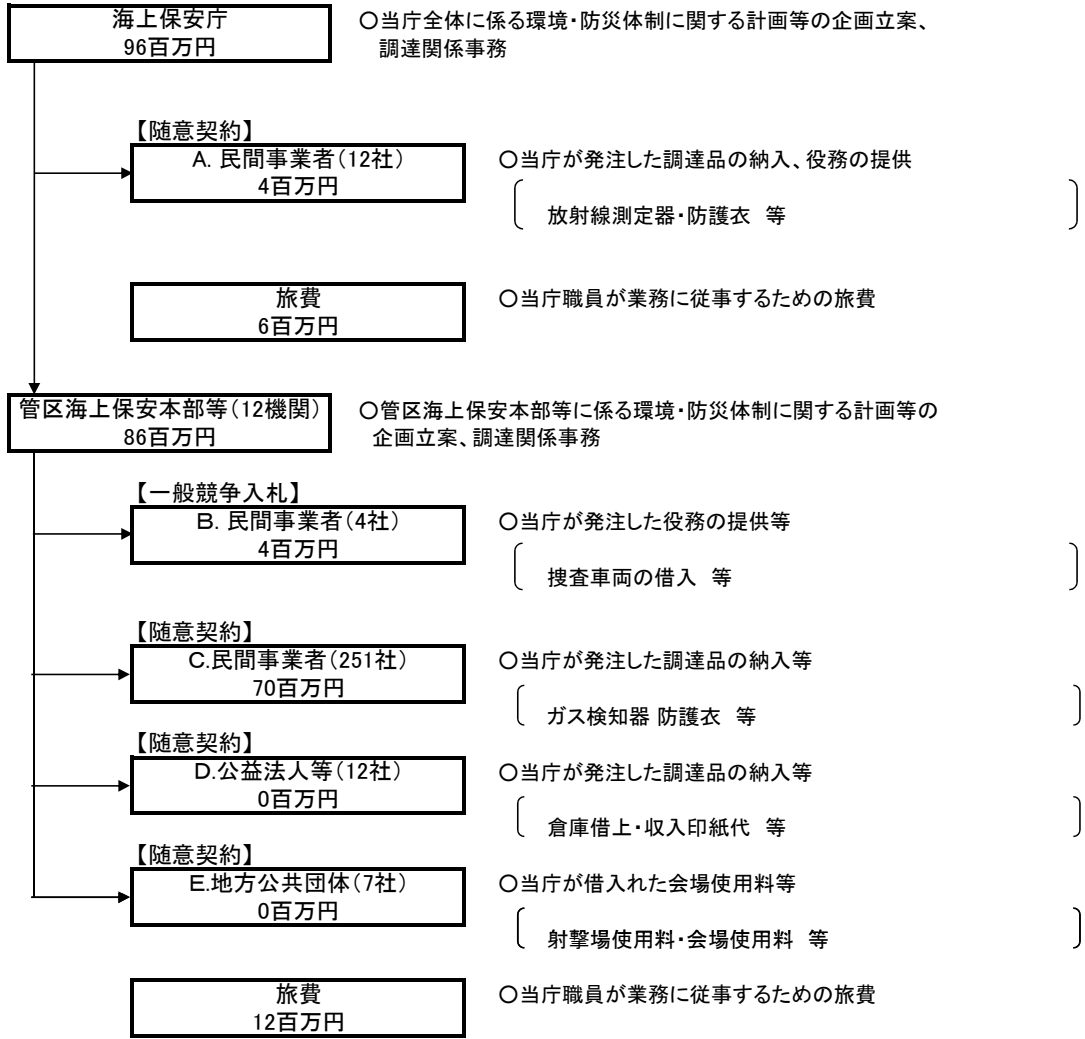 海上保安庁
96百万円
○当庁全体に係る環境・防災体制に関する計画等の企画立案、
調達関係事務
【随意契約】
A. 民間事業者(12社)
4百万円
○当庁が発注した調達品の納入、役務の提供
放射線測定器・防護衣 等
旅費
6百万円
○当庁職員が業務に従事するための旅費
管区海上保安本部等(12機関)
86百万円
○管区海上保安本部等に係る環境・防災体制に関する計画等の
企画立案、調達関係事務
【一般競争入札】
B. 民間事業者(4社)
4百万円
○当庁が発注した役務の提供等
捜査車両の借入 等
【随意契約】
C.民間事業者(251社)
70百万円
○当庁が発注した調達品の納入等
ガス検知器 防護衣 等
【随意契約】
D.公益法人等(12社)
0百万円
○当庁が発注した調達品の納入等
倉庫借上・収入印紙代 等
【随意契約】
E.地方公共団体(7社)
0百万円
○当庁が借入れた会場使用料等
射撃場使用料・会場使用料 等
旅費
12百万円
○当庁職員が業務に従事するための旅費